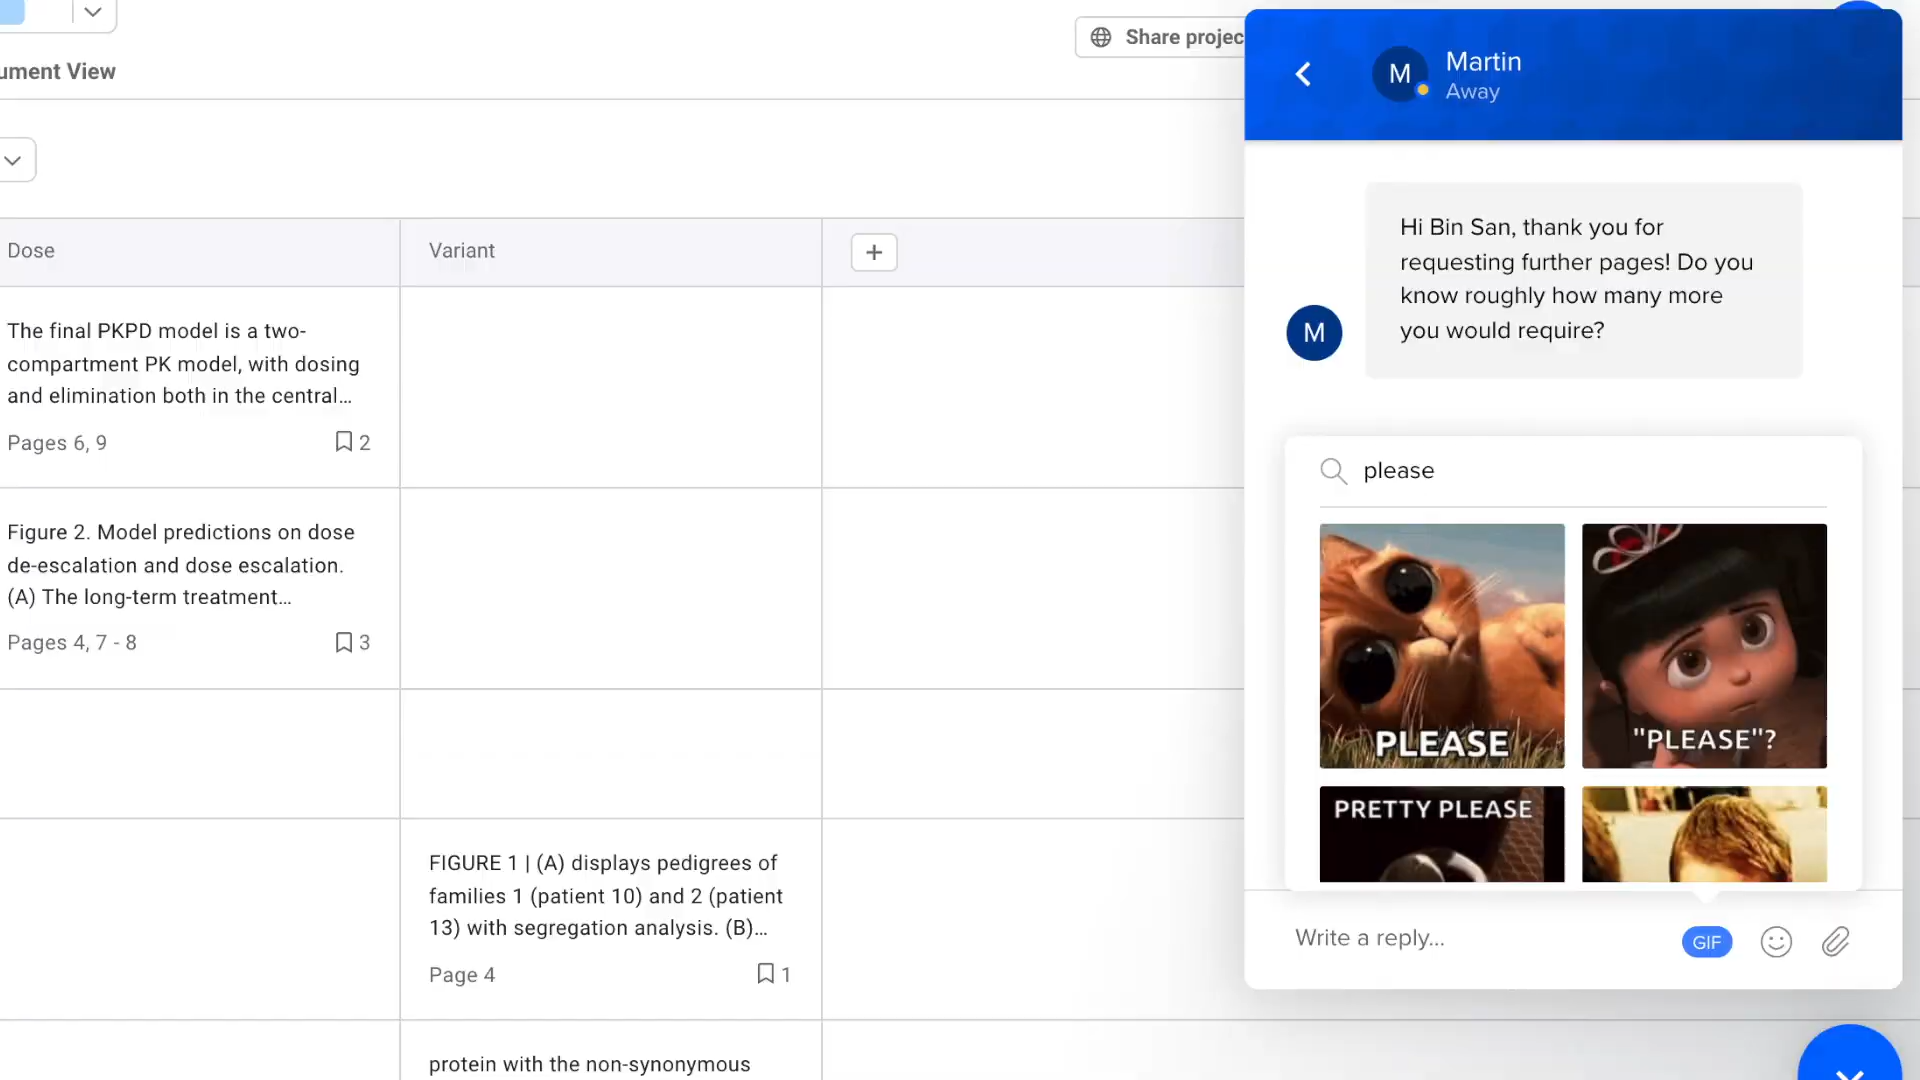 Share projec
ument View
Dose
Variant
+
The final PKPD model is a two-
compartment PK model, with dosing
and elimination both in the central...
Pages 6, 9
2
Figure 2. Model predictions on dose
de-escalation and dose escalation.
(A) The long-term treatment...
Pages 4, 7 - 8
3
FIGURE 1 | (A) displays pedigrees of
families 1 (patient 10) and 2 (patient
13) with segregation analysis. (B)...
Page 4
1
protein with the non-synonymous
M
Martin
Away
Hi Bin San, thank you for
requesting further pages! Do you
know roughly how many more
you would require?
M
please
PLEASE
"PLEASE"?
PRETTY PLEASE
Write a reply...
GIF